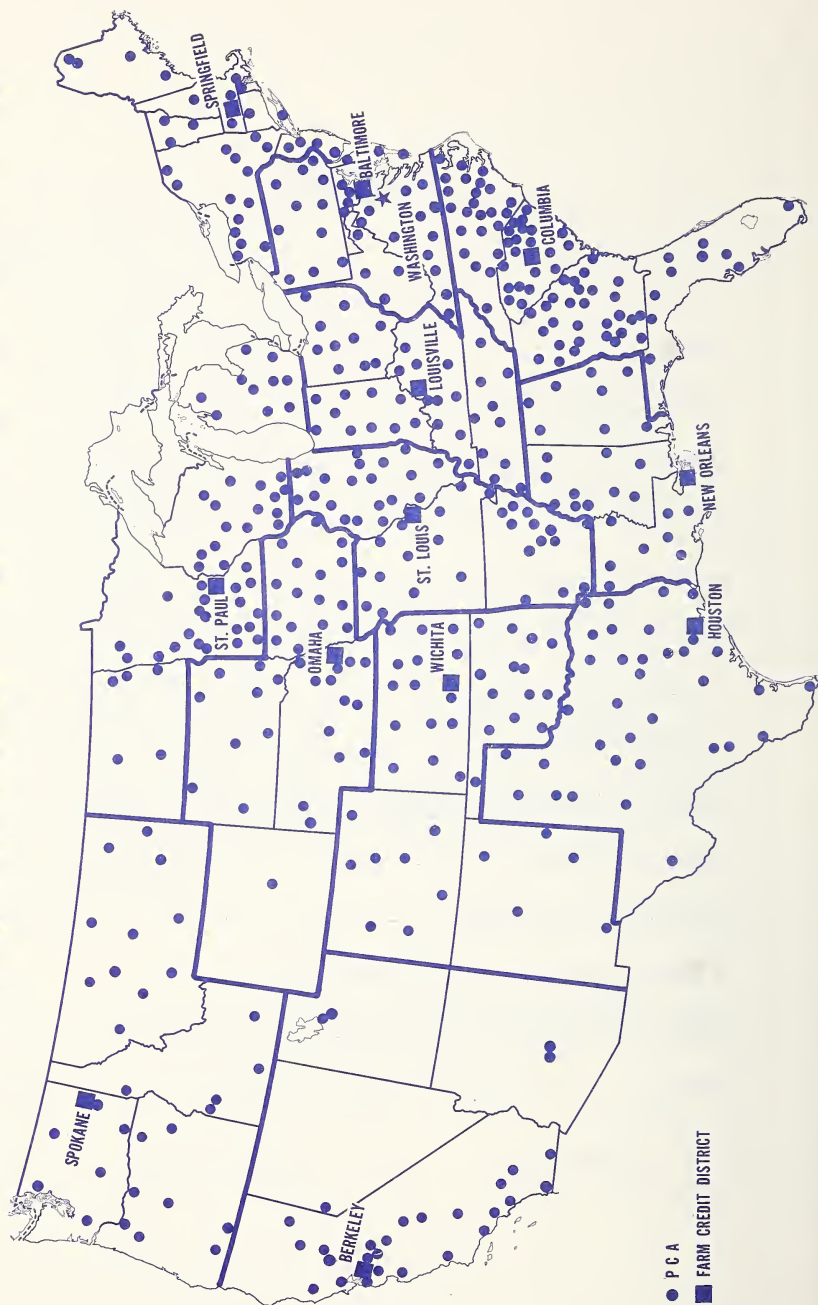 SPOKANE
BERKELEY
ST. PAUL
OMAHA
WICHITA
ST. LOUIS
HOUSTON
NEW ORLEANS
LOUISVILLE
SPRINGFIELD
BALTIMORE
WASHINGTON
COLUMBIA
P C A
FARM CREDIT DISTRICT